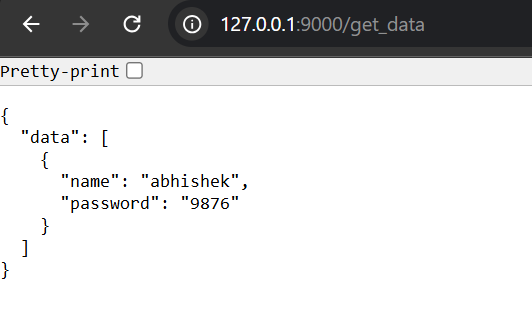 127.0.0.1:9000/get_data
Pretty-print
{
  "data": [
    {
      "name": "abhishek",
      "password": "9876"
    }
  ]
}